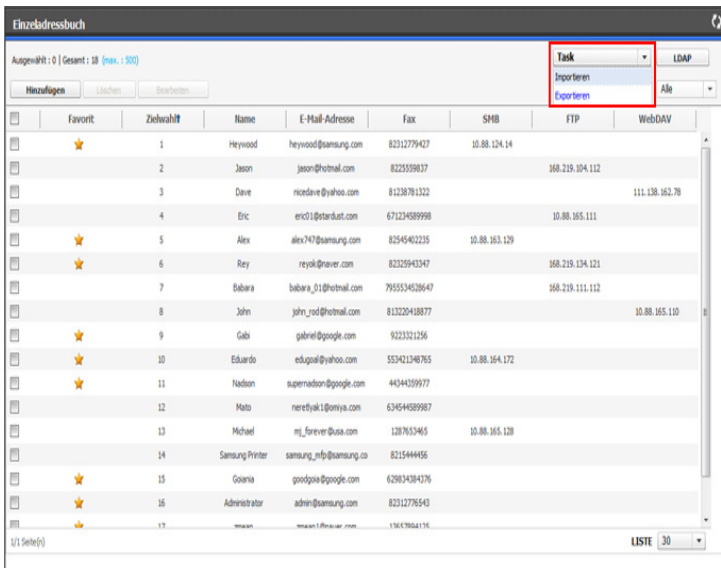 Einzeladressbuch
Ausgewählt : 0 | Gesamt : 18 (max. : 500)
Task LDAP
Importieren
Exportieren
Hinzufügen Löschen Bearbeiten Alle
Favorit Zielwahl Name E-Mail-Adresse Fax SMB FTP WebDAV
1 Heywood heywood@samsung.com 82312779427 10.88.124.14
2 Jason jason@hotmail.com 8225559837 168.219.104.112
3 Dave nicedave@yahoo.com 81238781322 111.138.162.78
4 Eric eric01@stardust.com 671234589998 10.88.165.111
5 Alex alex747@samsung.com 82545402235 10.88.163.129
6 Rey reyok@naver.com 82325943347 168.219.134.121
7 Babara babara_01@hotmail.com 7955534528647 168.219.111.112
8 John john_rod@hotmail.com 813220418877 10.88.165.110
9 Gabi gabriel@google.com 9223321256
10 Eduardo edugoal@yahoo.com 553421348765 10.88.164.172
11 Nadson supernadson@google.com 44344359977
12 Mato neretlyak1@omiya.com 634544589987
13 Michael mj_forever@usa.com 1287653465 10.88.165.128
14 Samsung Printer samsung_mfp@samsung.co 8215444456
15 Goiania goodgoia@google.com 629834384376
16 Administrator admin@samsung.com 82312776543
17
1/1 Seite(n) LISTE 30